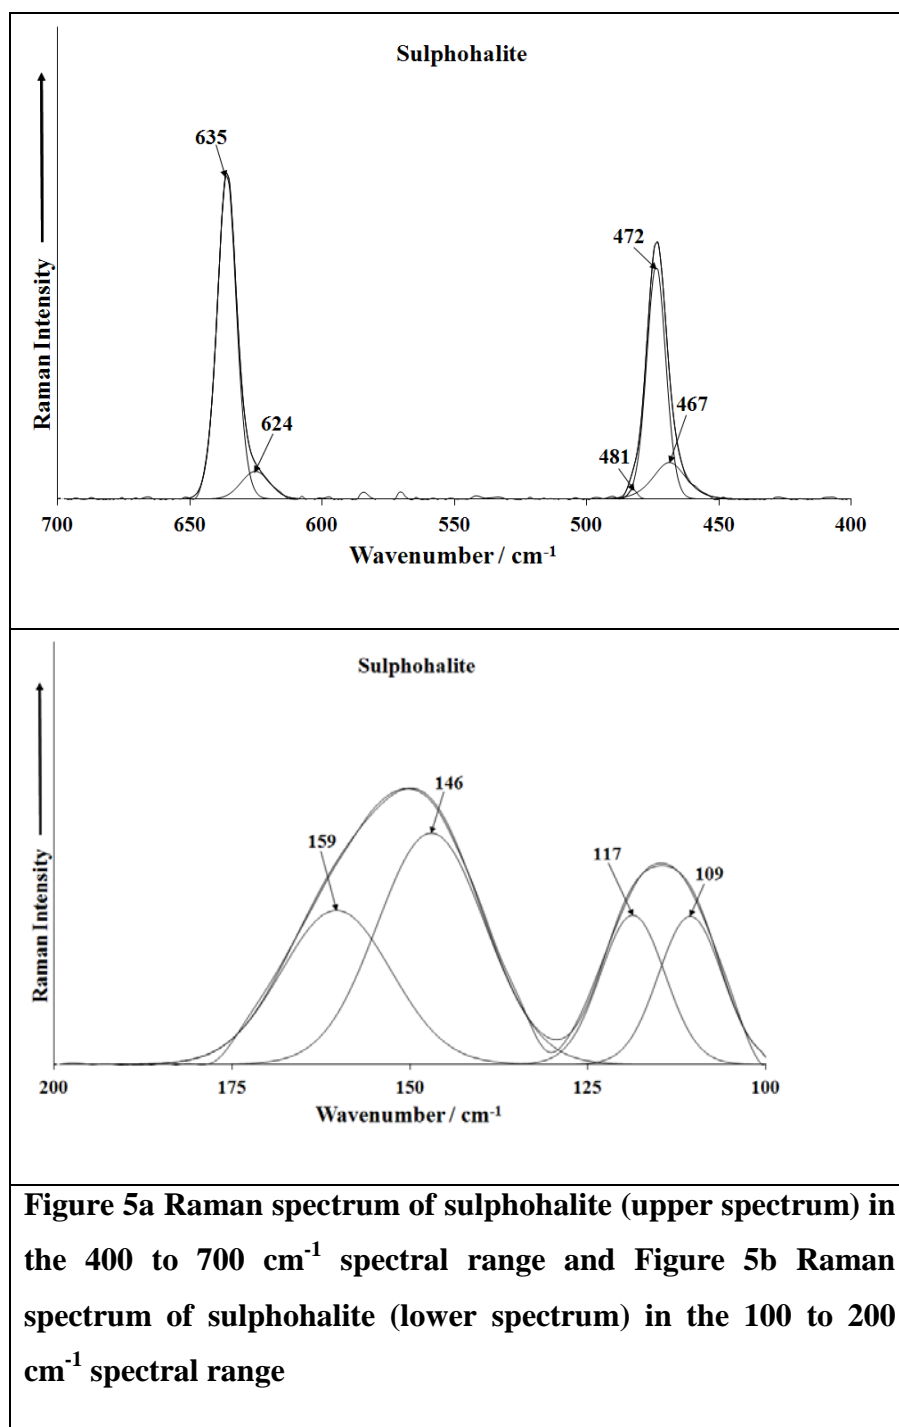 Sulphohalite
635
472
467
624
481
Raman Intensity
700 650 600 550 500 450 400
Wavenumber / cm-1
Sulphohalite
146
159
117
109
Raman Intensity
200 175 150 125 100
Wavenumber / cm-1
Figure 5a Raman spectrum of sulphohalite (upper spectrum) in
the 400 to 700 cm-1 spectral range and Figure 5b Raman
spectrum of sulphohalite (lower spectrum) in the 100 to 200
cm-1 spectral range